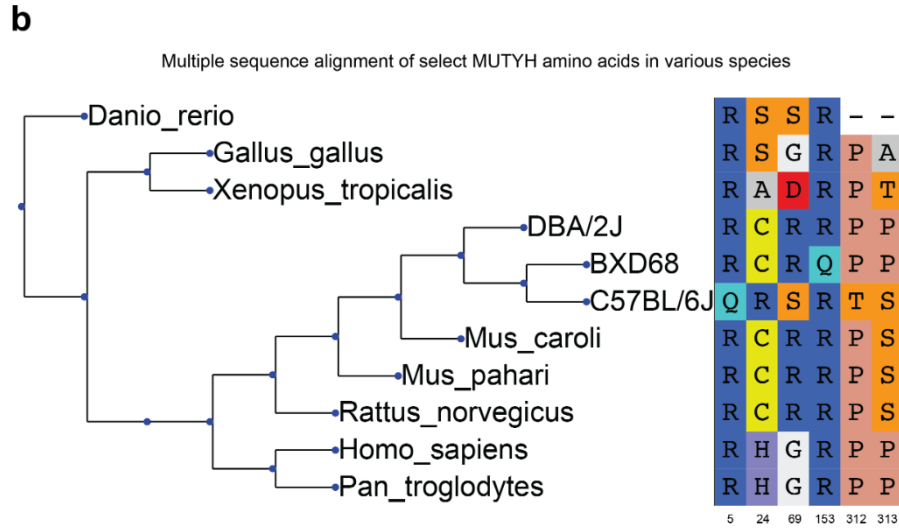 b
Multiple sequence alignment of select MUTYH amino acids in various species
Danio_rerio R S S R - -
Gallus_gallus R S G R P A
Xenopus_tropicalis R A D R P T
DBA/2J R C R R P P
BXD68 R C R Q P P
C57BL/6J Q R S R T S
Mus_caroli R C R R P S
Mus_pahari R C R R P S
Rattus_norvegicus R C R R P S
Homo_sapiens R H G R P P
Pan_troglodytes R H G R P P
5 24 69 153 312 313